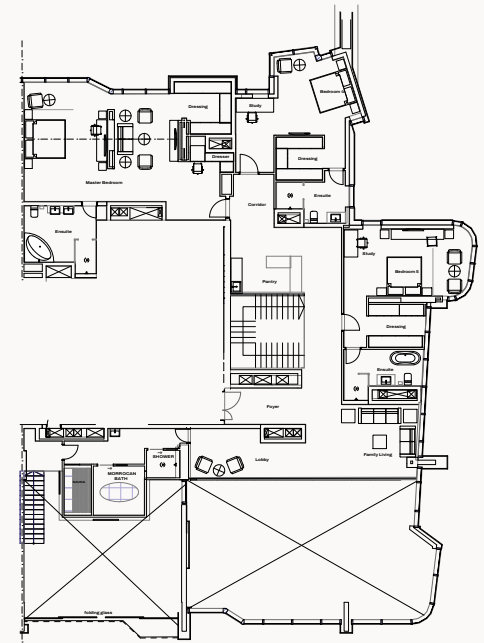 Bedroom 4
Study
Dressing
Dresser
Dressing
Master Bedroom
Ensuite
Corridor
Ensuite
Study
Bedroom 5
Pantry
Dressing
Ensuite
Foyer
Family Living
Lobby
SHOWER
MORROCAN
BATH
folding glass